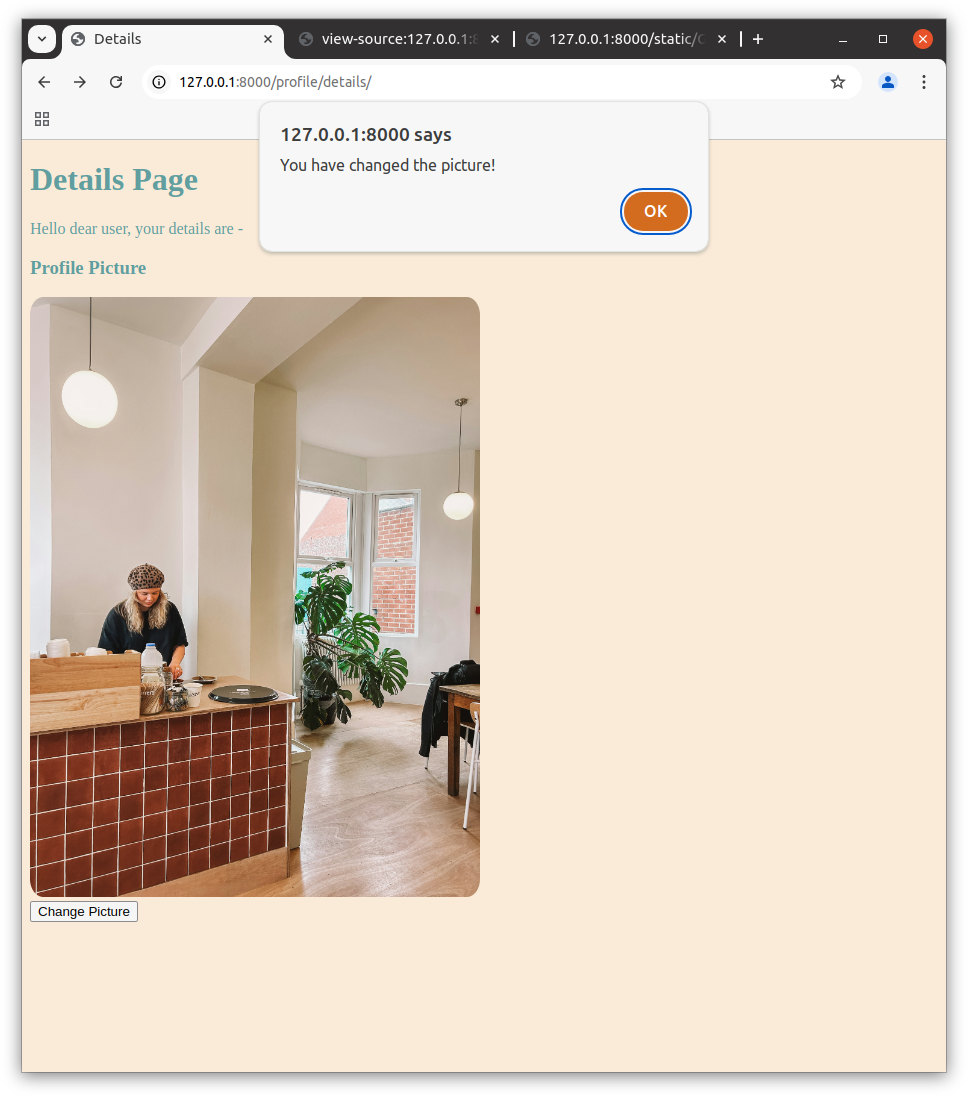 Details
view-source:127.0.0.1:8
127.0.0.1:8000/static/
127.0.0.1:8000/profile/details/
127.0.0.1:8000 says
You have changed the picture!
OK
Details Page
Hello dear user, your details are -
Profile Picture
Change Picture